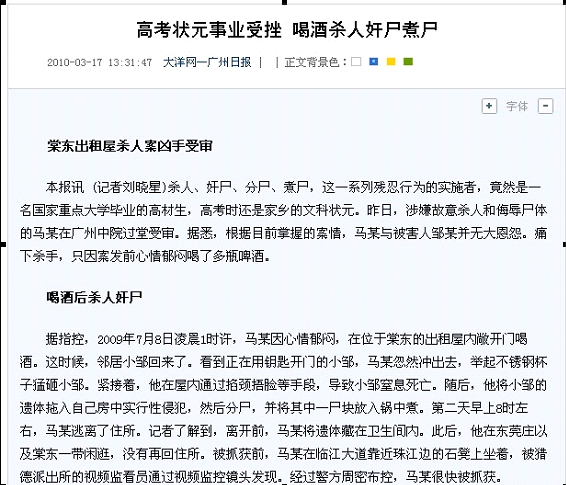 高考状元事业受挫 喝酒杀人奸尸煮尸
2010-03-17 13:31:47 大洋网—广州日报 | | 正文背景色：
+ 字体 -
棠东出租屋杀人案凶手受审
本报讯 （记者刘晓星）杀人、奸尸、分尸、煮尸，这一系列残忍行为的实施者，竟然是一
名国家重点大学毕业的高材生，高考时还是家乡的文科状元。昨日，涉嫌故意杀人和侮辱尸体
的马某在广州中院过堂受审。据悉，根据目前掌握的案情，马某与被害人邹某并无大恩怨。痛
下杀手，只因案发前心情郁闷喝了多瓶啤酒。
喝酒后杀人奸尸
据指控，2009年7月8日凌晨1时许，马某因心情郁闷，在位于棠东的出租屋内敞开门喝
酒。这时候，邻居小邹回来了。看到正在用钥匙开门的小邹，马某忽然冲出去，举起不锈钢杯
子猛砸小邹。紧接着，他在屋内通过掐颈捂脸等手段，导致小邹窒息死亡。随后，他将小邹的
遗体拖入自己房中实行性侵犯，然后分尸，并将其中一尸块放入锅中煮。第二天早上8时左
右，马某逃离了住所。记者了解到，离开前，马某将遗体藏在卫生间内。此后，他在东莞庄以
及棠东一带闲逛，没有再回住所。被抓获前，马某在临江大道靠近珠江边的石凳上坐着，被猎
德派出所的视频监看员通过视频监控镜头发现。经过警方周密布控，马某很快被抓获。